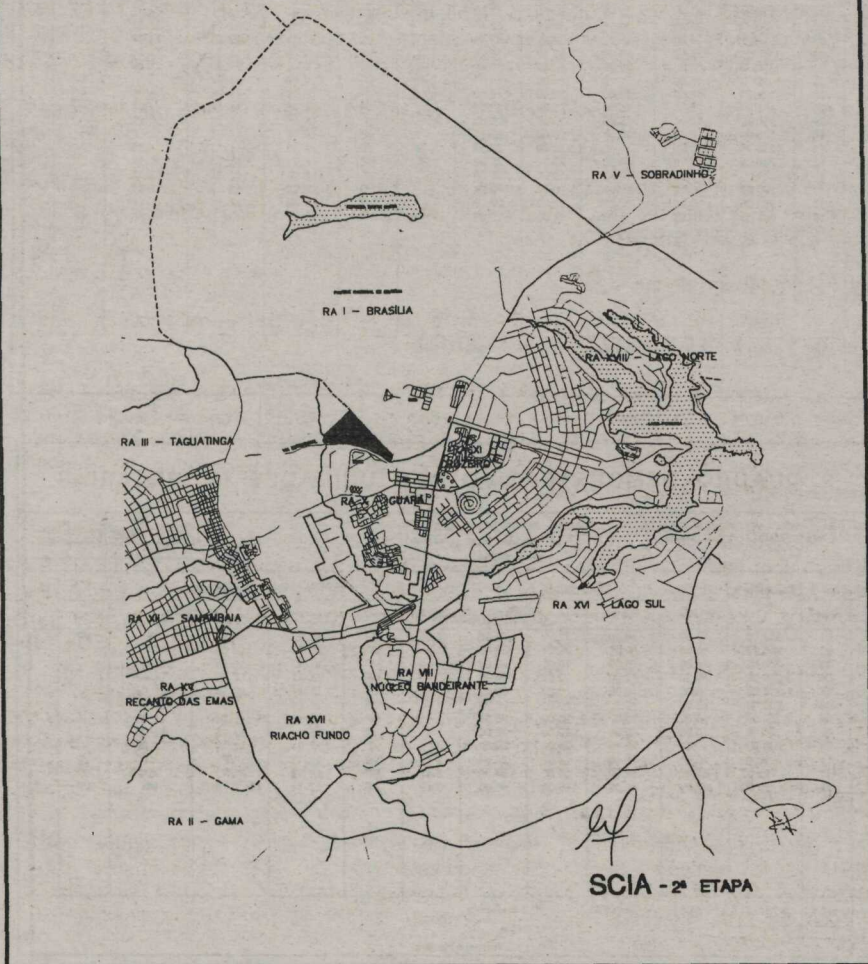 RA V - SOBRADINHO
RA I - BRASÍLIA
RA XVIII - LAGO NORTE
RA III - TAGUATINGA
RA X - GUARÁ
RA XII - SAMAMBAIA
RA XVI - LAGO SUL
RA XV
RECANTO DAS EMAS
RA VIII
NÚCLEO BANDEIRANTE
RA XVII
RIACHO FUNDO
RA II - GAMA
SCIA - 2ª ETAPA